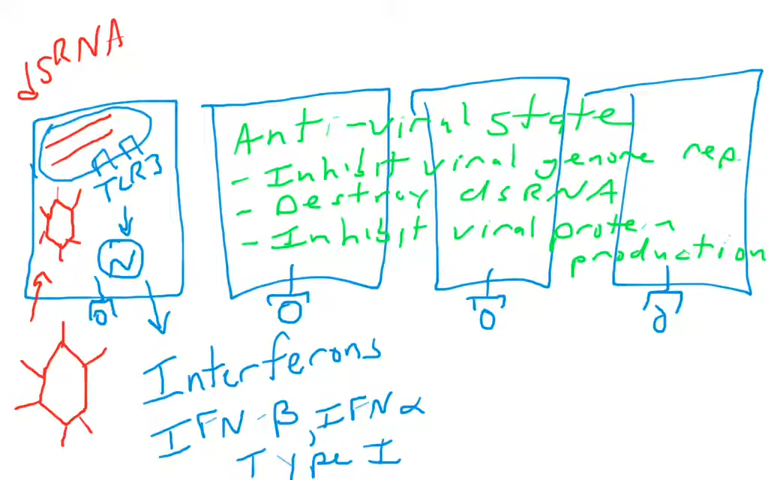 dsRNA
TLR3
N
Anti-viral state
- Inhibit viral genome rep.
- Destroy dsRNA
- Inhibit viral protein
production
Interferons
IFN-β, IFNα
Type I